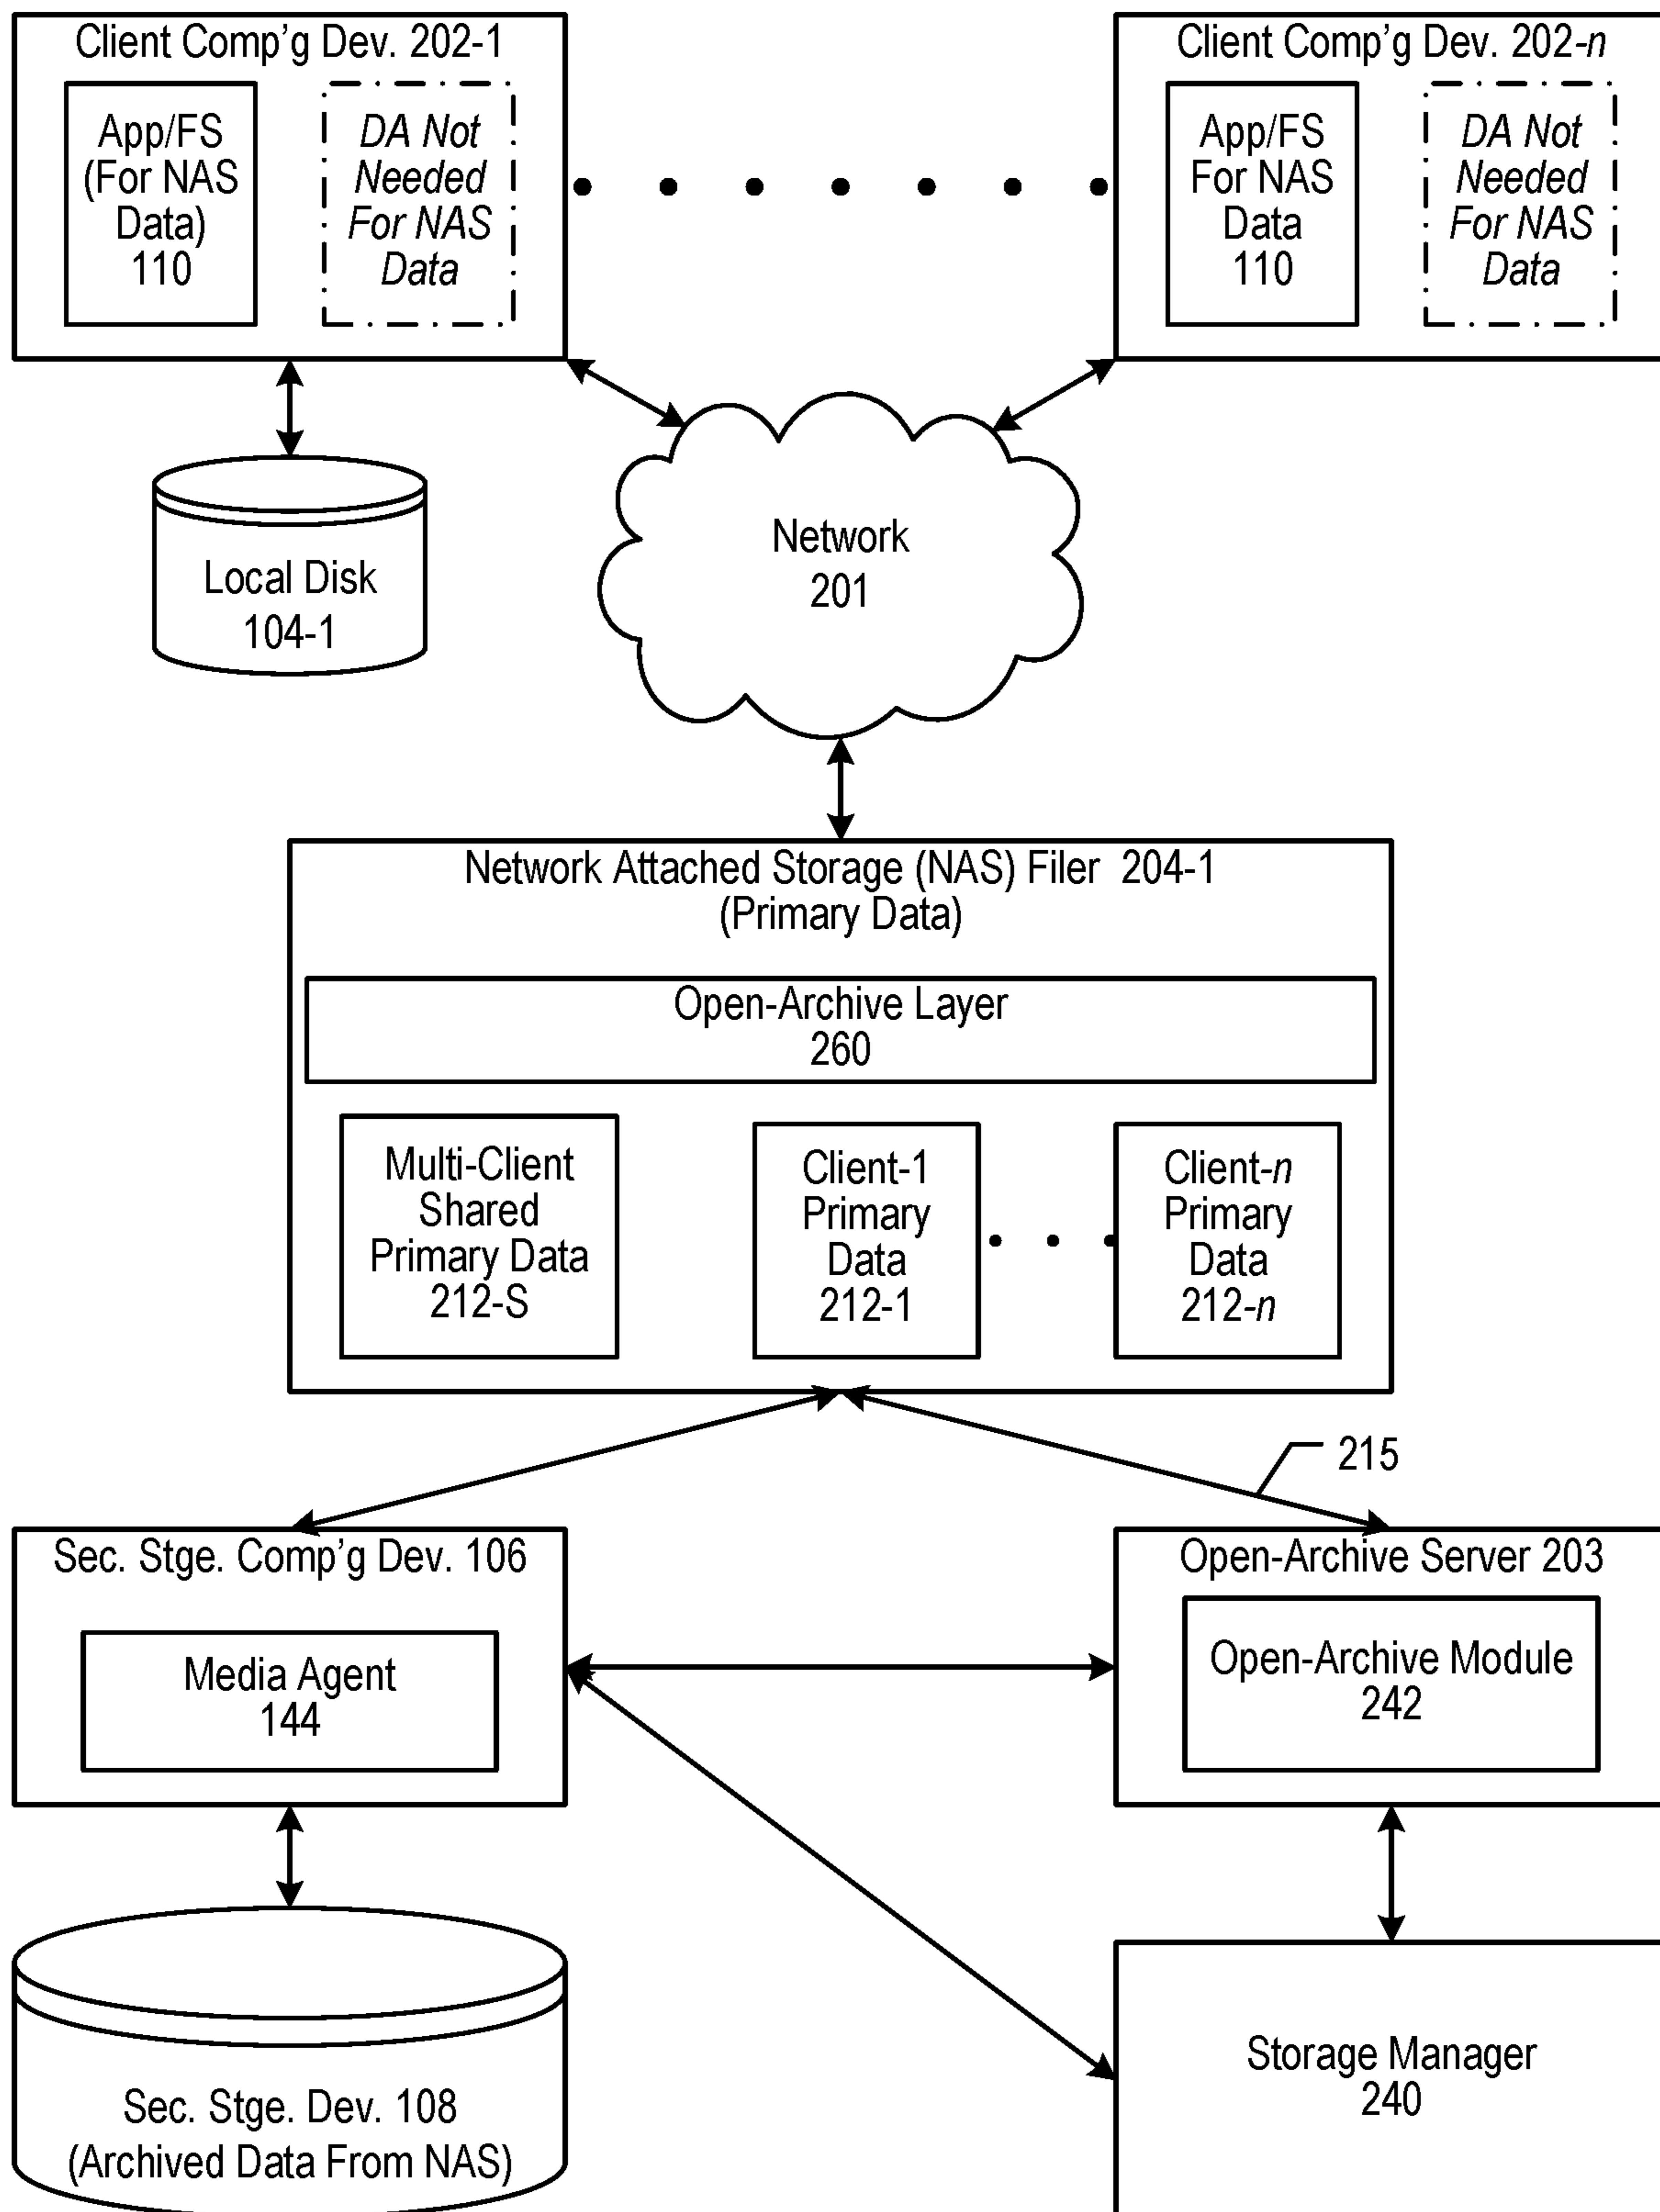 Client Comp’g Dev. 202-1
App/FS
(For NAS
Data)
110
DA Not
Needed
For NAS
Data
Client Comp’g Dev. 202-n
App/FS
For NAS
Data
110
DA Not
Needed
For NAS
Data
Local Disk
104-1
Network
201
Network Attached Storage (NAS) Filer 204-1
(Primary Data)
Open-Archive Layer
260
Multi-Client
Shared
Primary Data
212-S
Client-1
Primary
Data
212-1
Client-n
Primary
Data
212-n
215
Sec. Stge. Comp’g Dev. 106
Media Agent
144
Open-Archive Server 203
Open-Archive Module
242
Sec. Stge. Dev. 108
(Archived Data From NAS)
Storage Manager
240